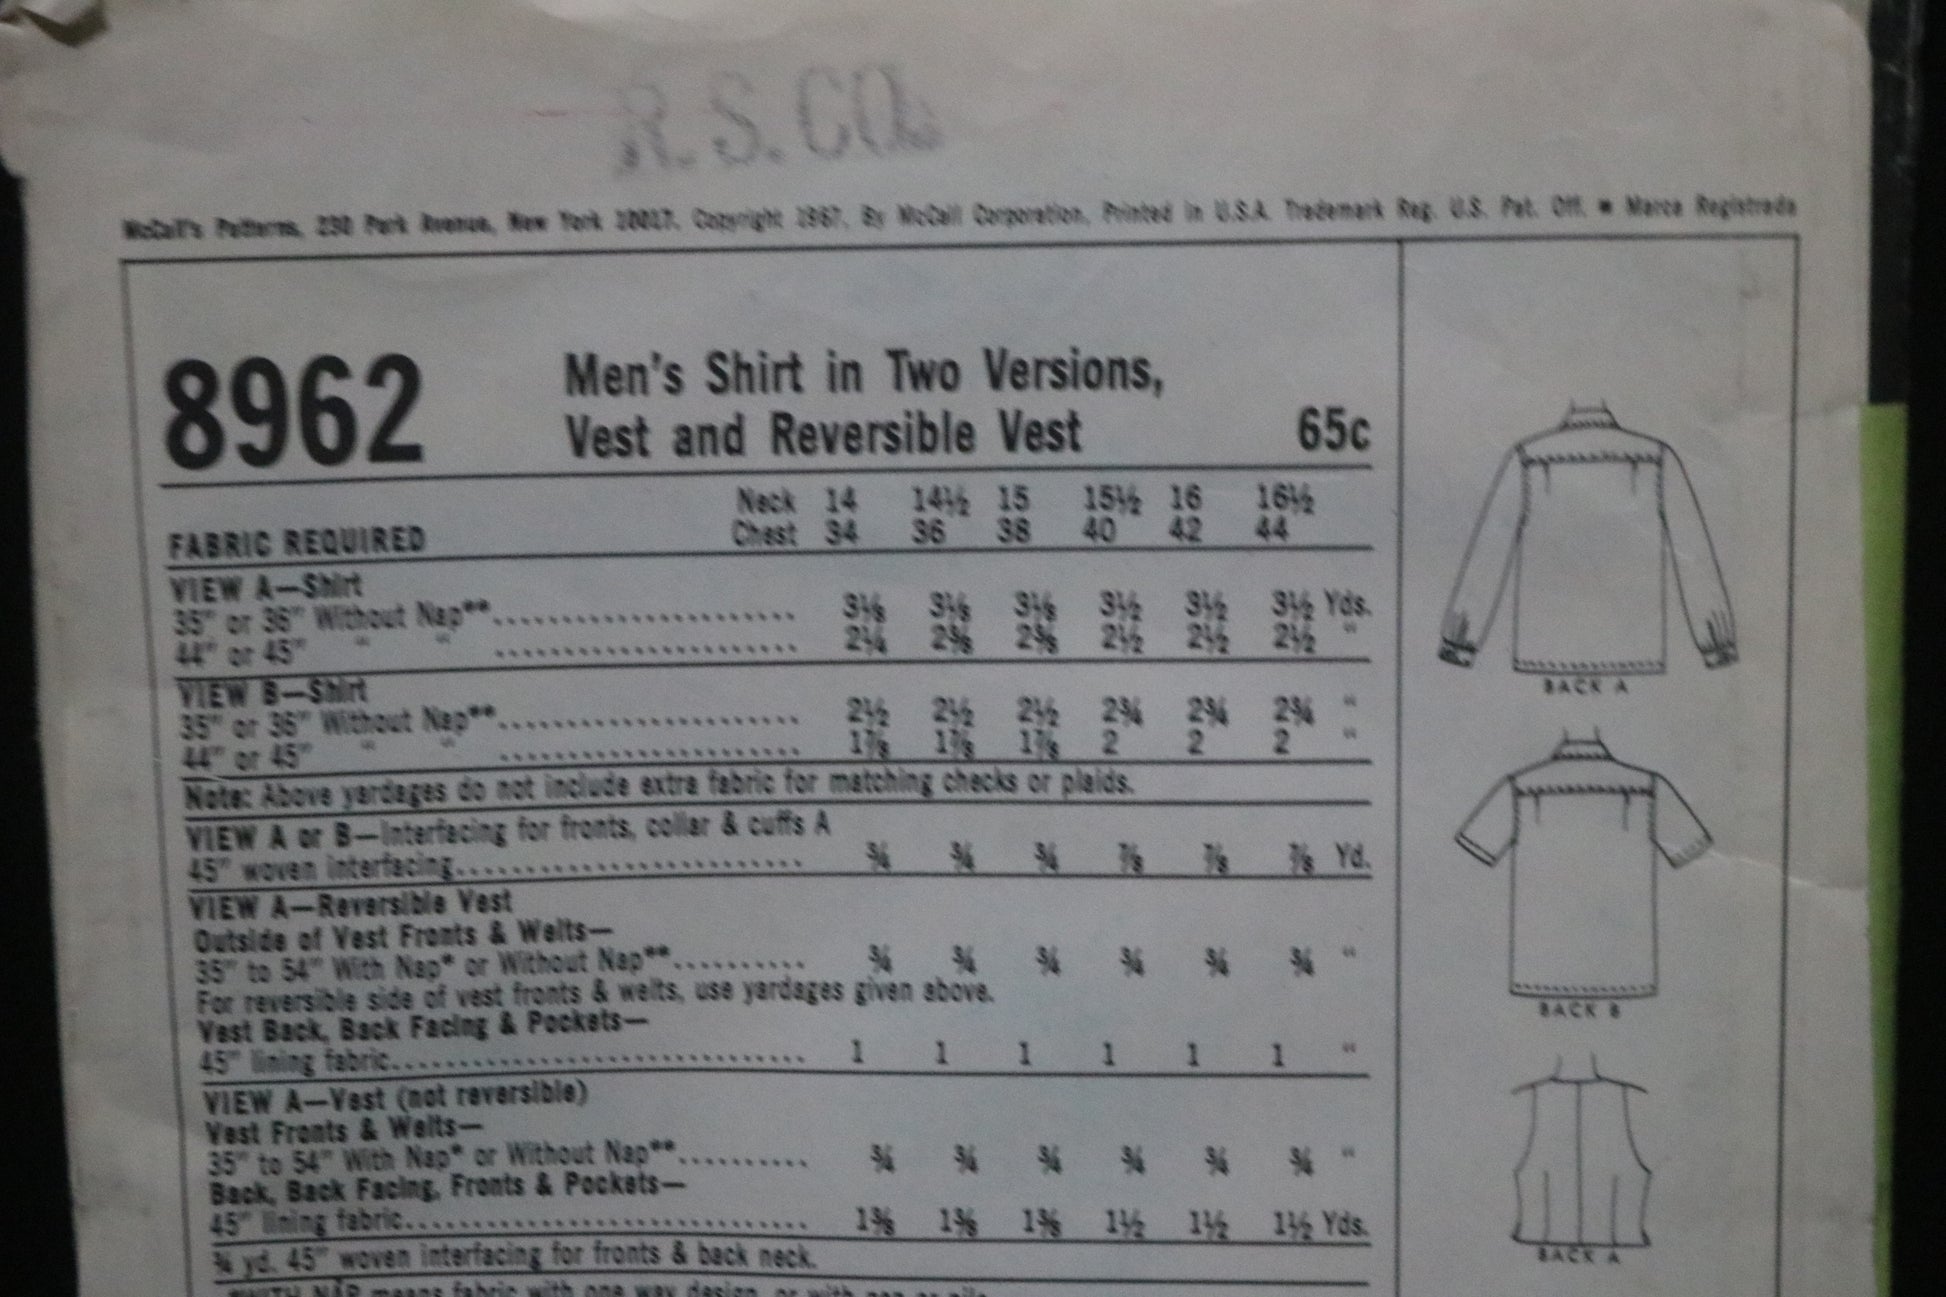 R. S. CO.
McCall's Patterns, 230 Park Avenue, New York 10017. Copyright 1967, By McCall Corporation, Printed in U.S.A. Trademark Reg. U.S. Pat. Off. ■ Marca Registrada
8962
Men's Shirt in Two Versions,
Vest and Reversible Vest 65c
Neck 14 14½ 15 15½ 16 16½
FABRIC REQUIRED Chest 34 36 38 40 42 44
VIEW A—Shirt
35" or 36" Without Nap**.................... 3⅛ 3⅛ 3⅛ 3½ 3½ 3½ Yds.
44" or 45" " " .................... 2¼ 2⅜ 2⅜ 2½ 2½ 2½ "
VIEW B—Shirt
35" or 36" Without Nap**.................... 2½ 2½ 2½ 2¾ 2¾ 2¾ "
44" or 45" " " .................... 1⅞ 1⅞ 1⅞ 2 2 2 "
Note: Above yardages do not include extra fabric for matching checks or plaids.
VIEW A or B—Interfacing for fronts, collar & cuffs A
45" woven interfacing....................... ¾ ¾ ¾ ⅞ ⅞ ⅞ Yd.
VIEW A—Reversible Vest
Outside of Vest Fronts & Welts—
35" to 54" With Nap* or Without Nap**.......... ¾ ¾ ¾ ¾ ¾ ¾ "
For reversible side of vest fronts & welts, use yardages given above.
Vest Back, Back Facing & Pockets—
45" lining fabric............................ 1 1 1 1 1 1 "
VIEW A—Vest (not reversible)
Vest Fronts & Welts—
35" to 54" With Nap* or Without Nap**.......... ¾ ¾ ¾ ¾ ¾ ¾ "
Back, Back Facing, Fronts & Pockets—
45" lining fabric............................ 1⅜ 1⅜ 1⅜ 1½ 1½ 1½ Yds.
¾ yd. 45" woven interfacing for fronts & back neck.
*WITH NAP means fabric with one way design, or with nap or pile.
BACK A
BACK B
BACK A